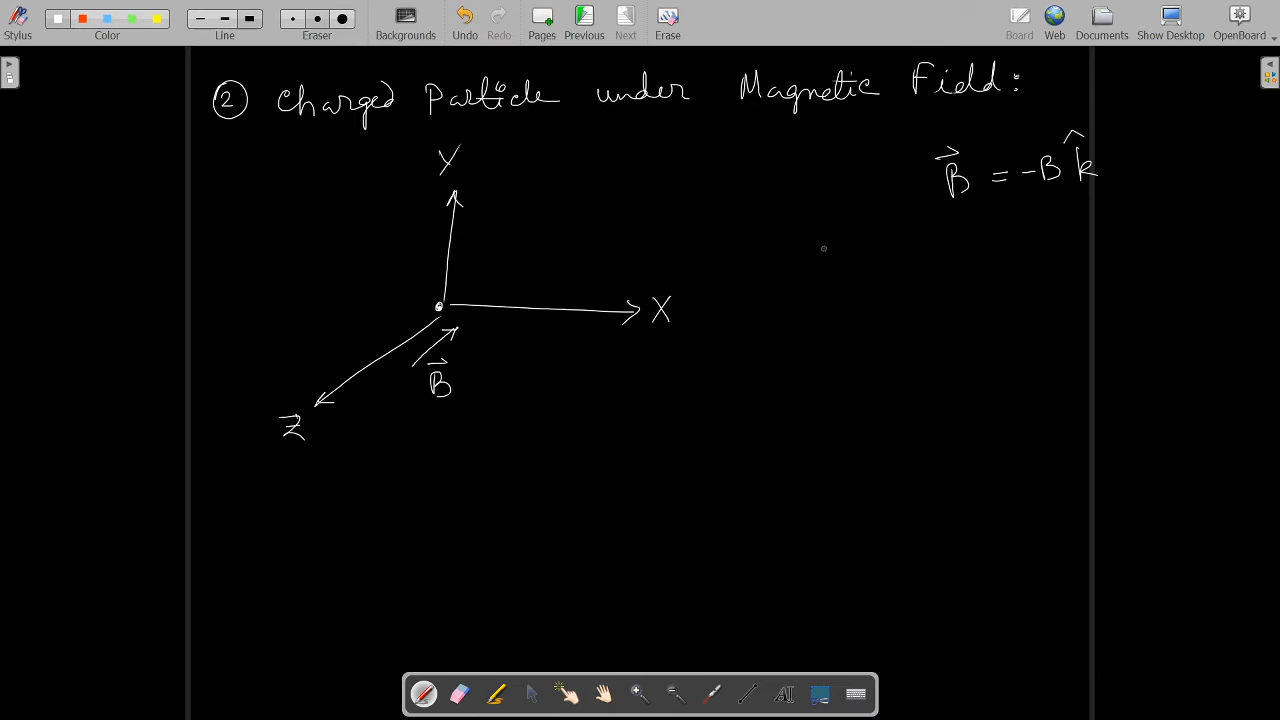 Stylus Color Line Eraser Backgrounds Undo Redo Pages Previous Next Erase Board Web Documents Show Desktop OpenBoard
② Charged Particle under Magnetic Field:
Y
B⃗ = -B k̂
X
B⃗
Z
AI